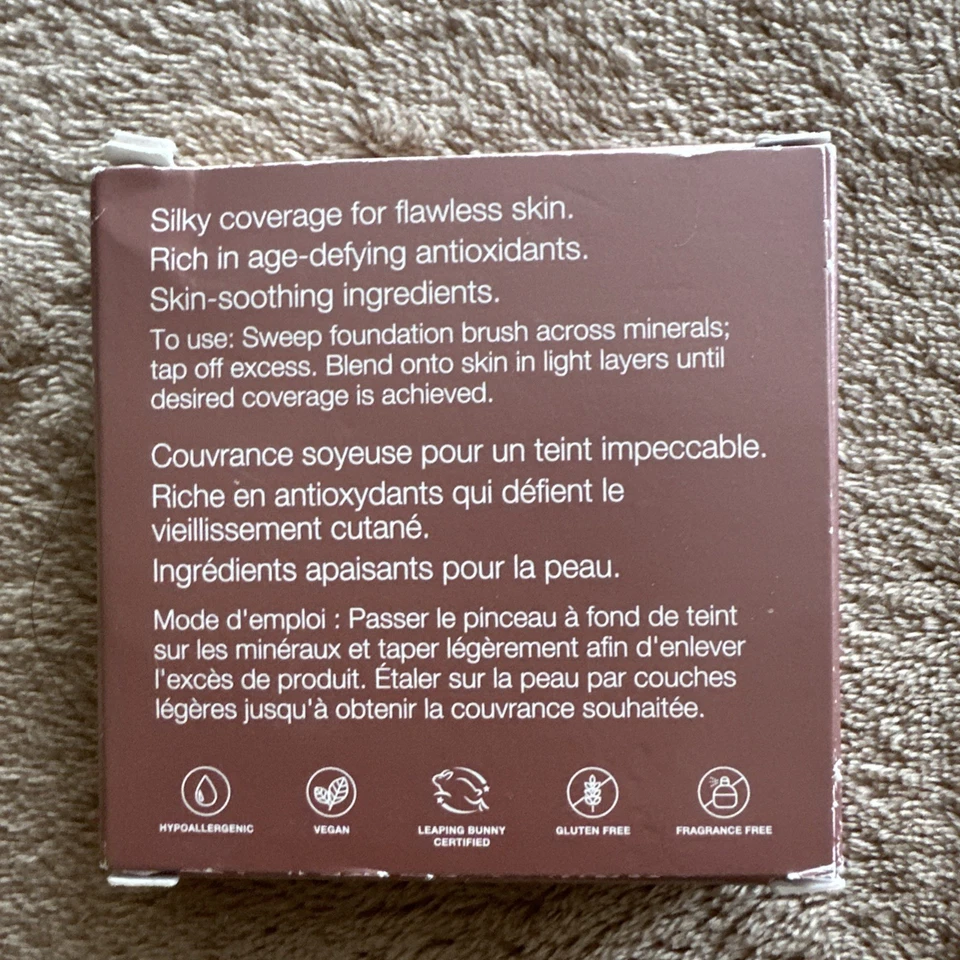 Silky coverage for flawless skin.
Rich in age-defying antioxidants.
Skin-soothing ingredients.
To use: Sweep foundation brush across minerals;
tap off excess. Blend onto skin in light layers until
desired coverage is achieved.
Couvrance soyeuse pour un teint impeccable.
Riche en antioxydants qui défient le
vieillissement cutané.
Ingrédients apaisants pour la peau.
Mode d'emploi : Passer le pinceau à fond de teint
sur les minéraux et taper légèrement afin d'enlever
l'excès de produit. Étaler sur la peau par couches
légères jusqu'à obtenir la couvrance souhaitée.
HYPOALLERGENIC
VEGAN
LEAPING BUNNY
CERTIFIED
GLUTEN FREE
FRAGRANCE FREE